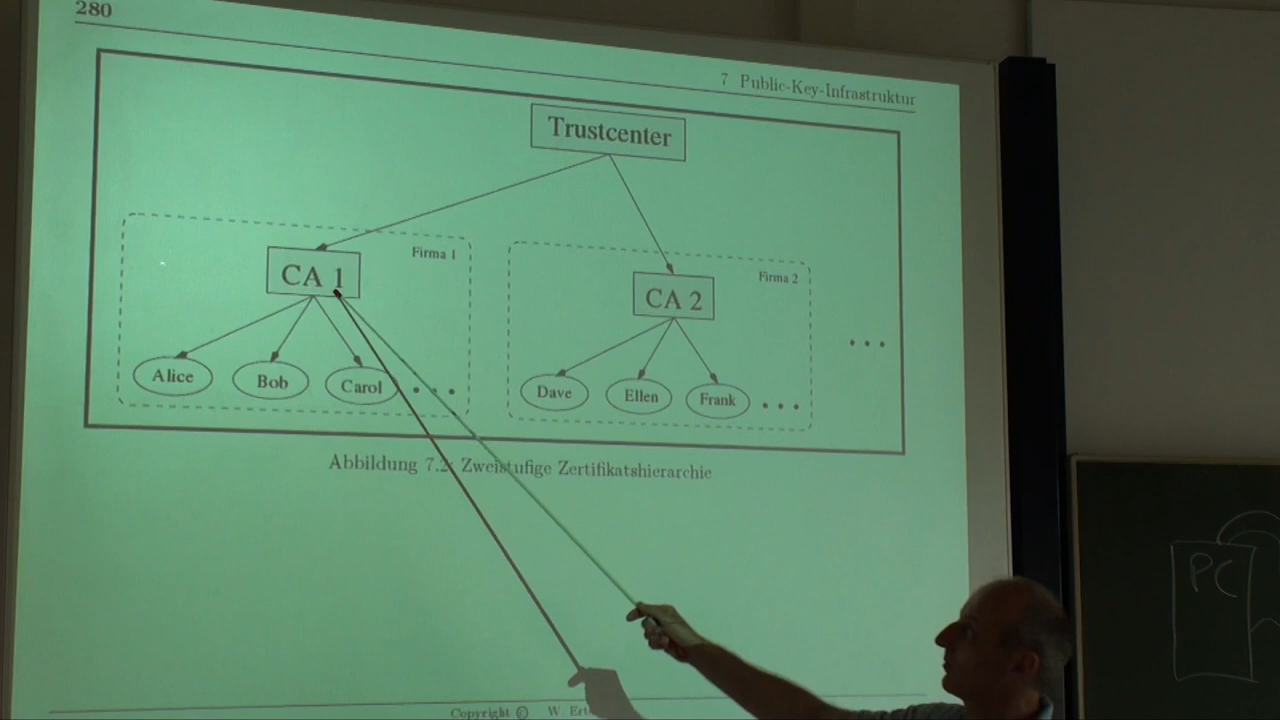 280
7 Public-Key-Infrastruktur
Trustcenter
Firma 1
CA 1
Firma 2
CA 2
Alice
Bob
Carol
Dave
Ellen
Frank
Abbildung 7.2: Zweistufige Zertifikatshierarchie
PC
Copyright © W.